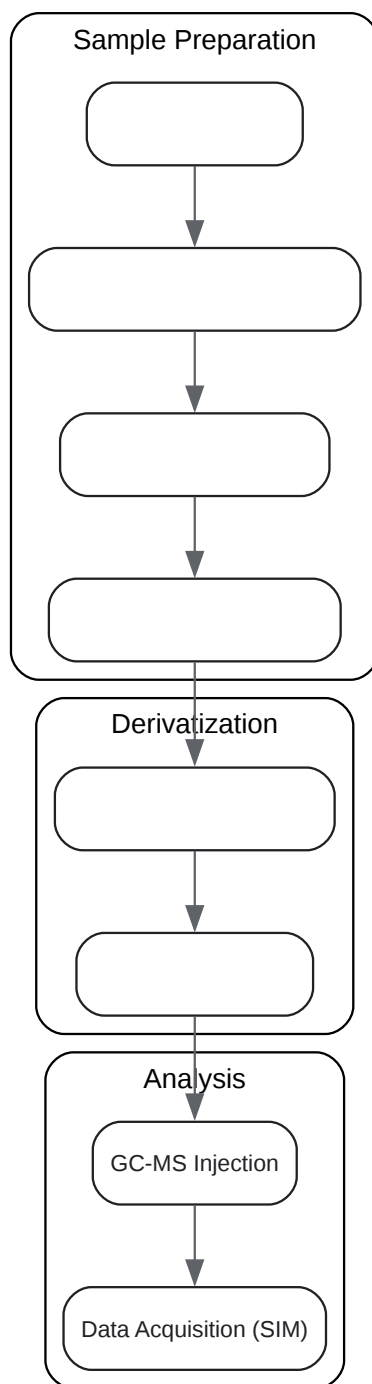 Sample Preparation
Derivatization
Analysis
GC-MS Injection
Data Acquisition (SIM)